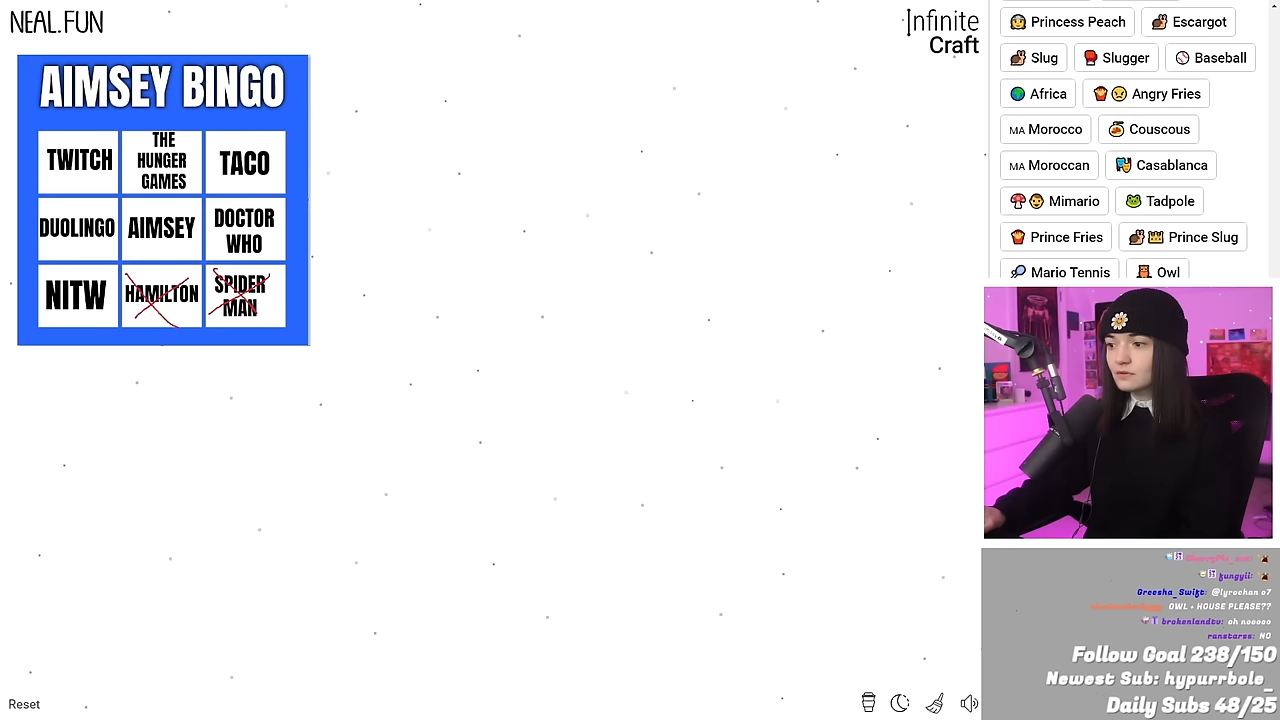 NEAL.FUN
Infinite
Craft
AIMSEY BINGO
TWITCH
THE
HUNGER
GAMES
TACO
DUOLINGO
AIMSEY
DOCTOR
WHO
NITW
HAMILTON
SPIDER
MAN
Princess Peach
Escargot
Slug
Slugger
Baseball
Africa
Angry Fries
MA Morocco
Couscous
MA Moroccan
Casablanca
Mimario
Tadpole
Prince Fries
Prince Slug
Mario Tennis
Owl
fungyii:
Greesha_Swift: @lyrochan o7
OWL + HOUSE PLEASE??
brokenlandtv: oh nooooo
ranstarss: NO
Follow Goal 238/150
Newest Sub: hypurrbole_
Daily Subs 48/25
Reset